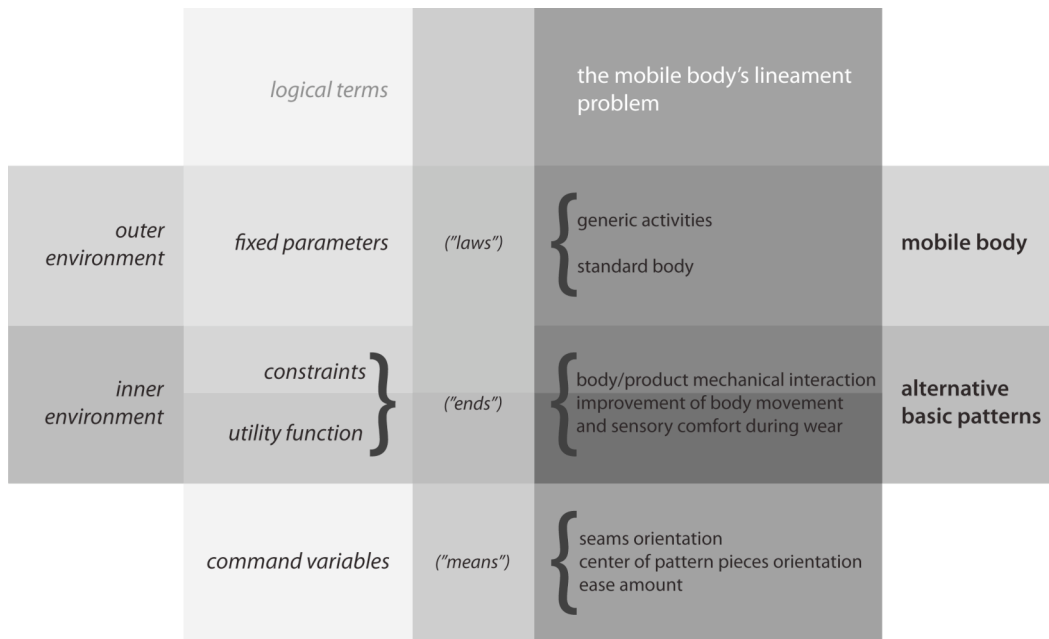 logical terms
the mobile body's lineament
problem
outer
environment
fixed parameters
("laws")
generic activities
standard body
mobile body
inner
environment
constraints
utility function
("ends")
body/product mechanical interaction
improvement of body movement
and sensory comfort during wear
alternative
basic patterns
command variables
("means")
seams orientation
center of pattern pieces orientation
ease amount